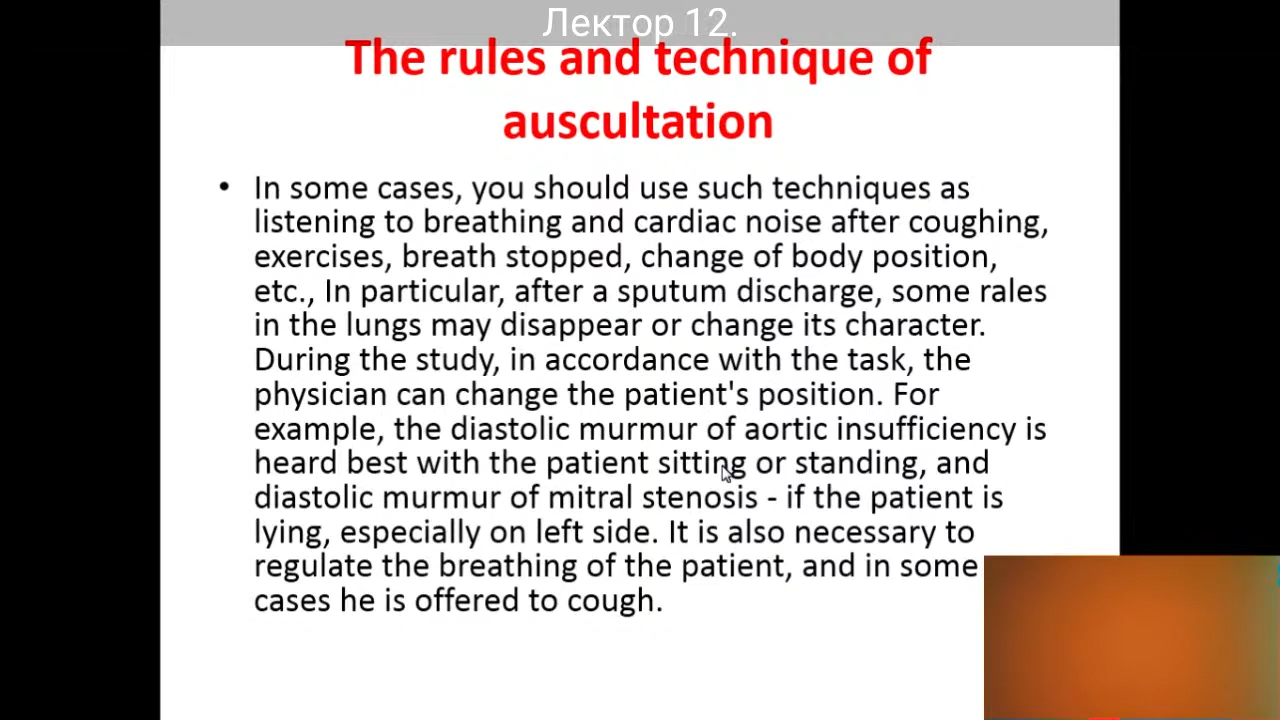 Лектор 12.
The rules and technique of
auscultation
• In some cases, you should use such techniques as
listening to breathing and cardiac noise after coughing,
exercises, breath stopped, change of body position,
etc., In particular, after a sputum discharge, some rales
in the lungs may disappear or change its character.
During the study, in accordance with the task, the
physician can change the patient's position. For
example, the diastolic murmur of aortic insufficiency is
heard best with the patient sitting or standing, and
diastolic murmur of mitral stenosis - if the patient is
lying, especially on left side. It is also necessary to
regulate the breathing of the patient, and in some
cases he is offered to cough.